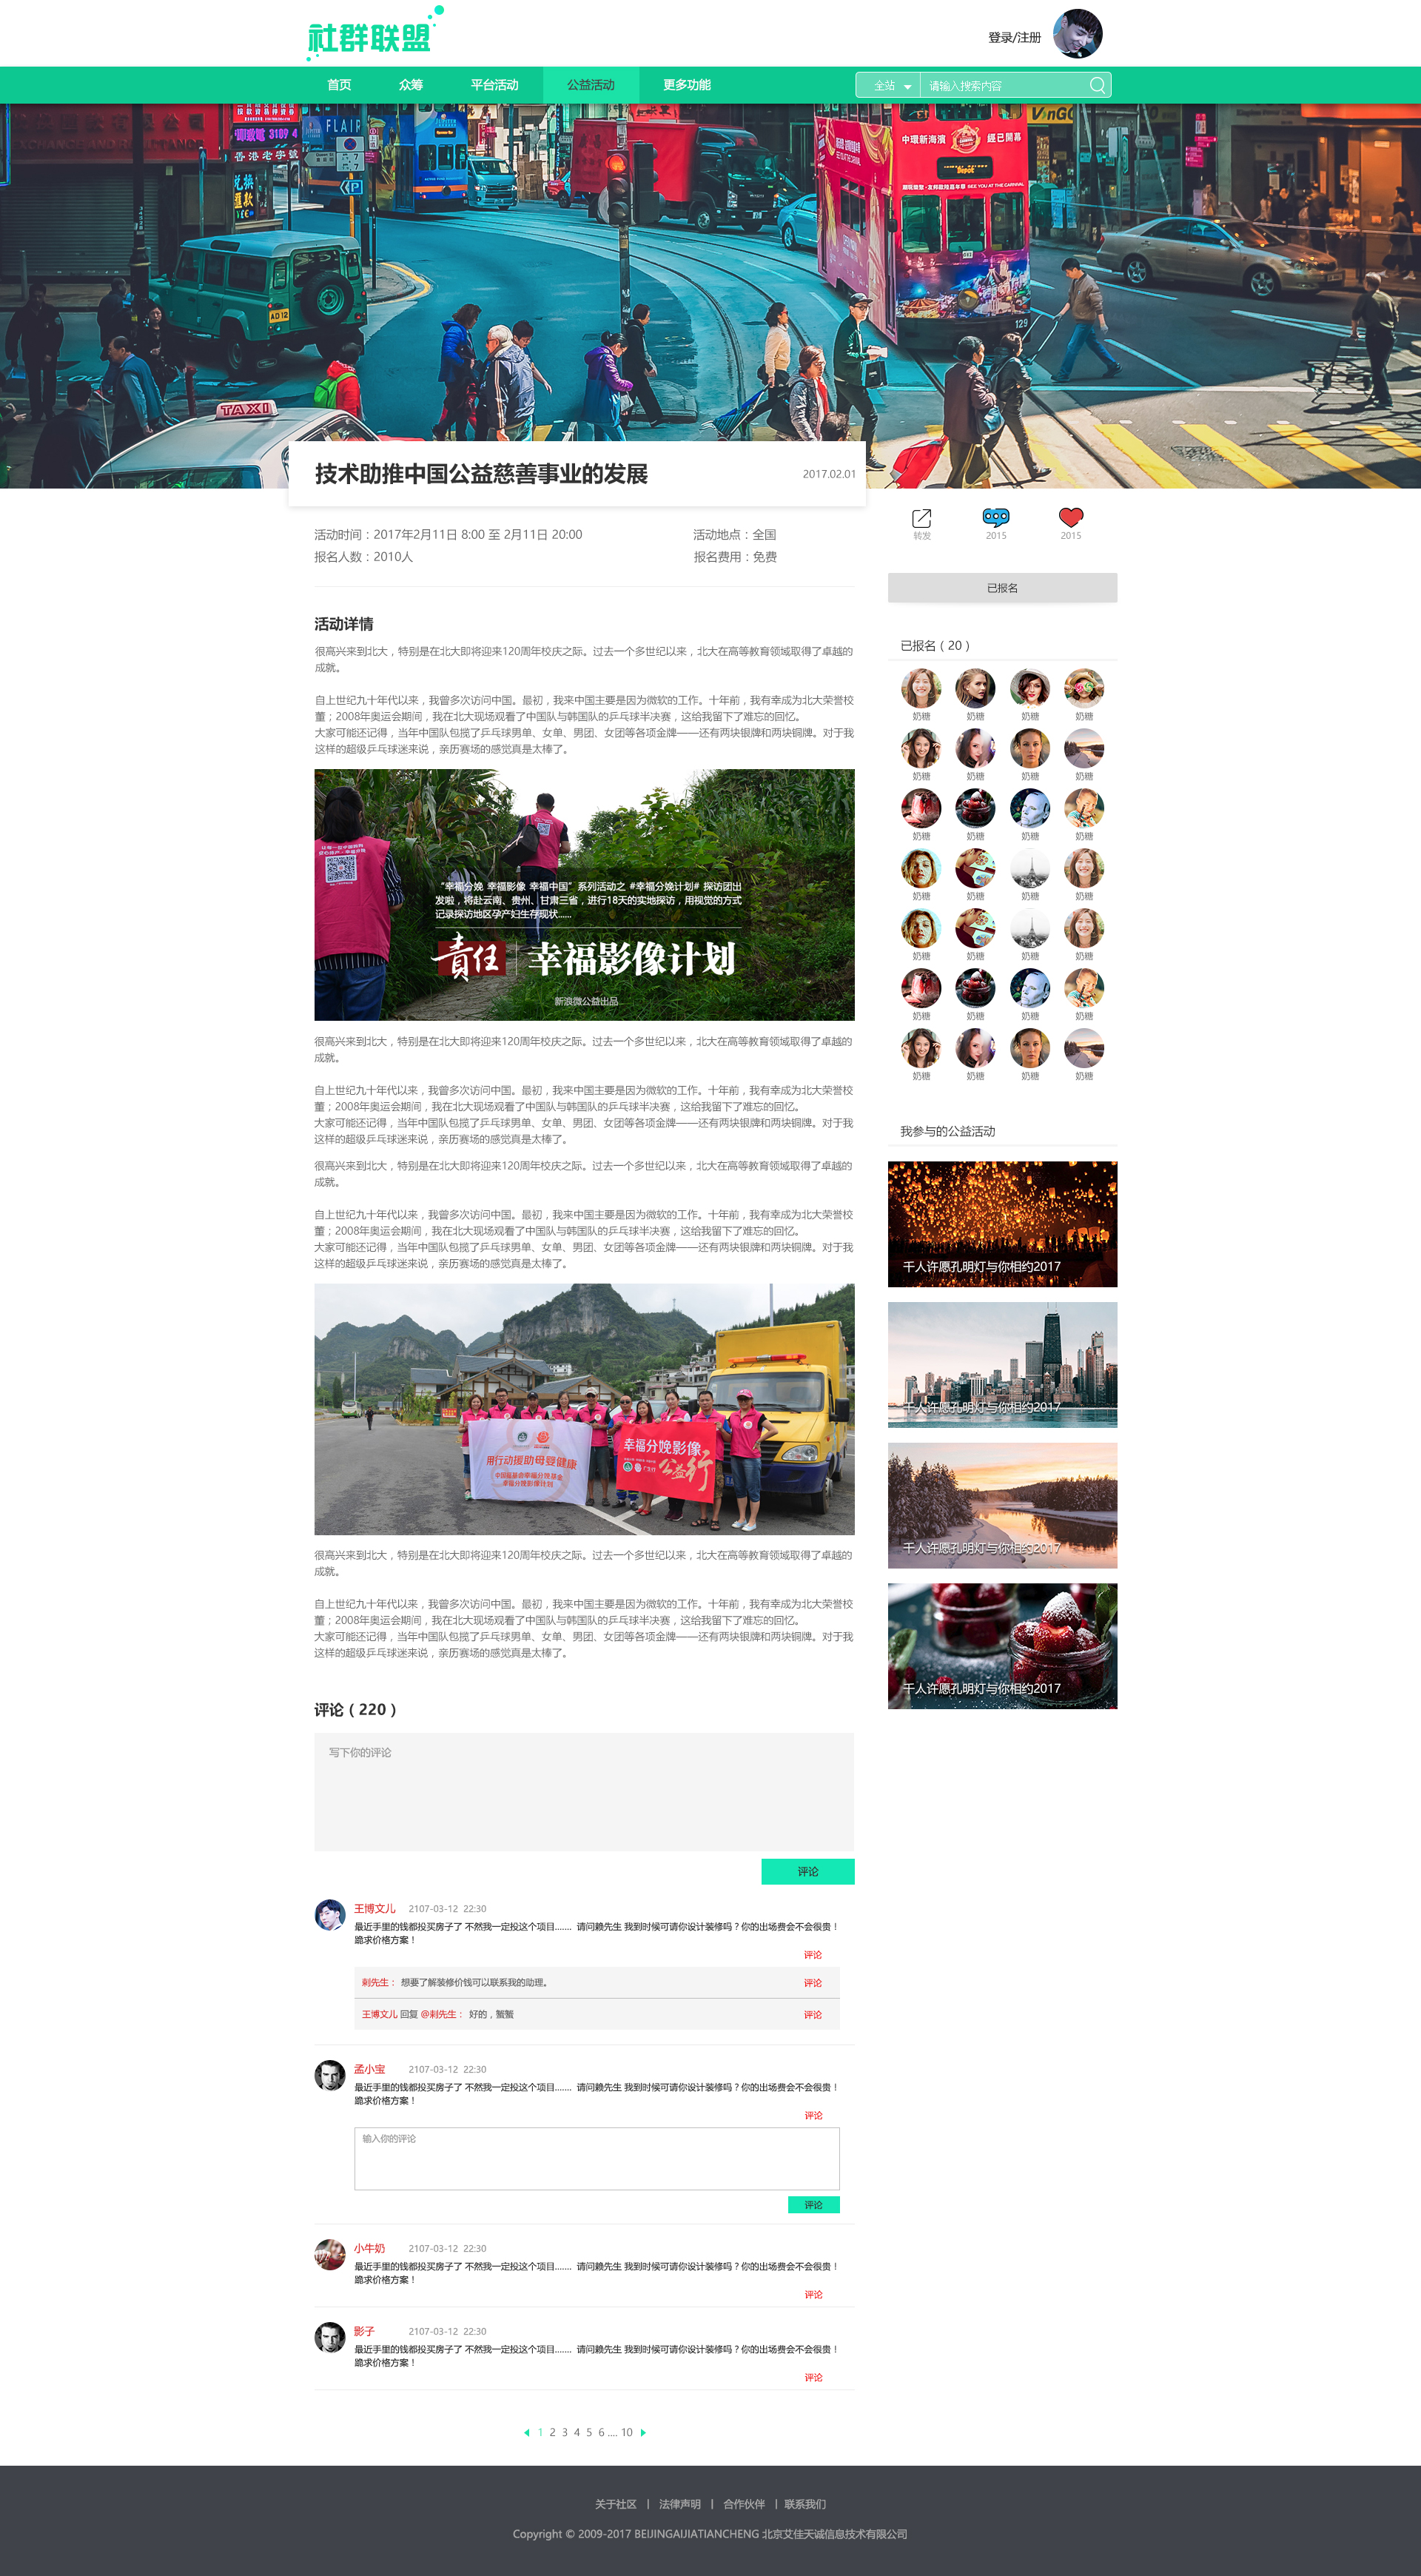 社群联盟
登录/注册
首页 众筹 平台活动 公益活动 更多功能 全站 请输入搜索内容
FLAIR
3109 4
香港老字號
TAXI
AD12
中環新海濱 經已開幕
Depot
SEE YOU AT THE CARNIVAL
129
技术助推中国公益慈善事业的发展 2017.02.01
活动时间：2017年2月11日 8:00 至 2月11日 20:00 活动地点：全国
报名人数：2010人 报名费用：免费
转发 2015 2015
已报名
活动详情
很高兴来到北大，特别是在北大即将迎来120周年校庆之际。过去一个多世纪以来，北大在高等教育领域取得了卓越的
成就。
自上世纪九十年代以来，我曾多次访问中国。最初，我来中国主要是因为微软的工作。十年前，我有幸成为北大荣誉校
董；2008年奥运会期间，我在北大现场观看了中国队与韩国队的乒乓球半决赛，这给我留下了难忘的回忆。
大家可能还记得，当年中国队包揽了乒乓球男单、女单、男团、女团等各项金牌——还有两块银牌和两块铜牌。对于我
这样的超级乒乓球迷来说，亲历赛场的感觉真是太棒了。
“幸福分娩 幸福影像 幸福中国”系列活动之 #幸福分娩计划# 探访团出
发啦，将赴云南、贵州、甘肃三省，进行18天的实地探访，用视觉的方式
记录探访地区孕产妇生存现状......
责任 幸福影像计划
新浪微公益出品
很高兴来到北大，特别是在北大即将迎来120周年校庆之际。过去一个多世纪以来，北大在高等教育领域取得了卓越的
成就。
自上世纪九十年代以来，我曾多次访问中国。最初，我来中国主要是因为微软的工作。十年前，我有幸成为北大荣誉校
董；2008年奥运会期间，我在北大现场观看了中国队与韩国队的乒乓球半决赛，这给我留下了难忘的回忆。
大家可能还记得，当年中国队包揽了乒乓球男单、女单、男团、女团等各项金牌——还有两块银牌和两块铜牌。对于我
这样的超级乒乓球迷来说，亲历赛场的感觉真是太棒了。
很高兴来到北大，特别是在北大即将迎来120周年校庆之际。过去一个多世纪以来，北大在高等教育领域取得了卓越的
成就。
自上世纪九十年代以来，我曾多次访问中国。最初，我来中国主要是因为微软的工作。十年前，我有幸成为北大荣誉校
董；2008年奥运会期间，我在北大现场观看了中国队与韩国队的乒乓球半决赛，这给我留下了难忘的回忆。
大家可能还记得，当年中国队包揽了乒乓球男单、女单、男团、女团等各项金牌——还有两块银牌和两块铜牌。对于我
这样的超级乒乓球迷来说，亲历赛场的感觉真是太棒了。
用行动援助母婴健康
幸福分娩影像计划
幸福分娩影像
公益行
很高兴来到北大，特别是在北大即将迎来120周年校庆之际。过去一个多世纪以来，北大在高等教育领域取得了卓越的
成就。
自上世纪九十年代以来，我曾多次访问中国。最初，我来中国主要是因为微软的工作。十年前，我有幸成为北大荣誉校
董；2008年奥运会期间，我在北大现场观看了中国队与韩国队的乒乓球半决赛，这给我留下了难忘的回忆。
大家可能还记得，当年中国队包揽了乒乓球男单、女单、男团、女团等各项金牌——还有两块银牌和两块铜牌。对于我
这样的超级乒乓球迷来说，亲历赛场的感觉真是太棒了。
已报名（20）
奶糖 奶糖 奶糖 奶糖
奶糖 奶糖 奶糖 奶糖
奶糖 奶糖 奶糖 奶糖
奶糖 奶糖 奶糖 奶糖
奶糖 奶糖 奶糖 奶糖
奶糖 奶糖 奶糖 奶糖
奶糖 奶糖 奶糖 奶糖
我参与的公益活动
千人许愿孔明灯与你相约2017
千人许愿孔明灯与你相约2017
千人许愿孔明灯与你相约2017
千人许愿孔明灯与你相约2017
评论（220）
写下你的评论
评论
王博文儿 2107-03-12 22:30
最近手里的钱都投买房子了 不然我一定投这个项目....... 请问赖先生 我到时候可请你设计装修吗？你的出场费会不会很贵！
跪求价格方案！
评论
剌先生： 想要了解装修价钱可以联系我的助理。 评论
王博文儿 回复 @剌先生： 好的，蟹蟹 评论
孟小宝 2107-03-12 22:30
最近手里的钱都投买房子了 不然我一定投这个项目....... 请问赖先生 我到时候可请你设计装修吗？你的出场费会不会很贵！
跪求价格方案！
评论
输入你的评论
评论
小牛奶 2107-03-12 22:30
最近手里的钱都投买房子了 不然我一定投这个项目....... 请问赖先生 我到时候可请你设计装修吗？你的出场费会不会很贵！
跪求价格方案！
评论
影子 2107-03-12 22:30
最近手里的钱都投买房子了 不然我一定投这个项目....... 请问赖先生 我到时候可请你设计装修吗？你的出场费会不会很贵！
跪求价格方案！
评论
1 2 3 4 5 6 .... 10
关于社区 | 法律声明 | 合作伙伴 | 联系我们
Copyright © 2009-2017 BEIJINGAIJIATIANCHENG 北京艾佳天诚信息技术有限公司